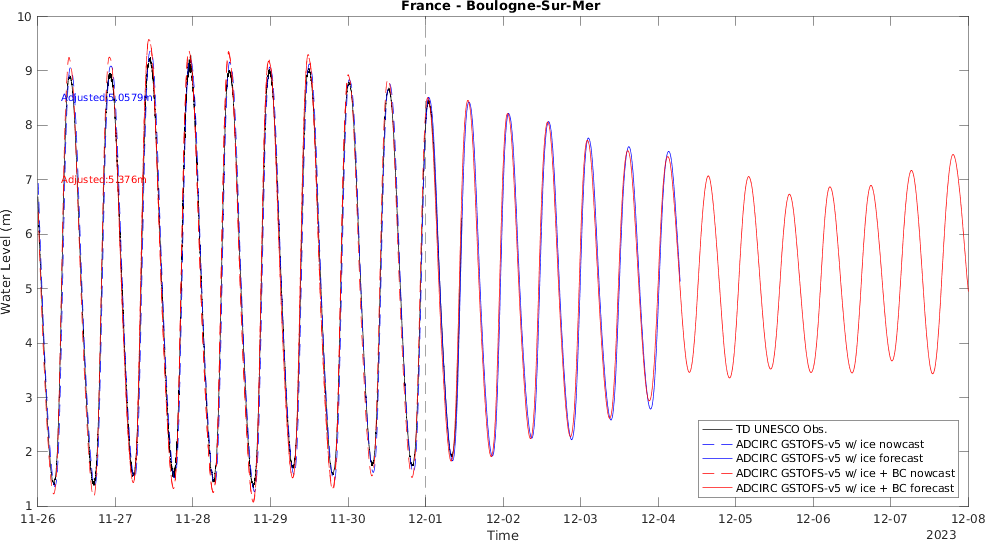 France - Boulogne-Sur-Mer
10
9
8
7
6
5
4
3
2
1
Water Level (m)
Adjusted:5.0579m
Adjusted:5.376m
TD UNESCO Obs.
ADCIRC GSTOFS-v5 w/ ice nowcast
ADCIRC GSTOFS-v5 w/ ice forecast
ADCIRC GSTOFS-v5 w/ ice + BC nowcast
ADCIRC GSTOFS-v5 w/ ice + BC forecast
11-26 11-27 11-28 11-29 11-30 12-01 12-02 12-03 12-04 12-05 12-06 12-07 12-08
Time
2023